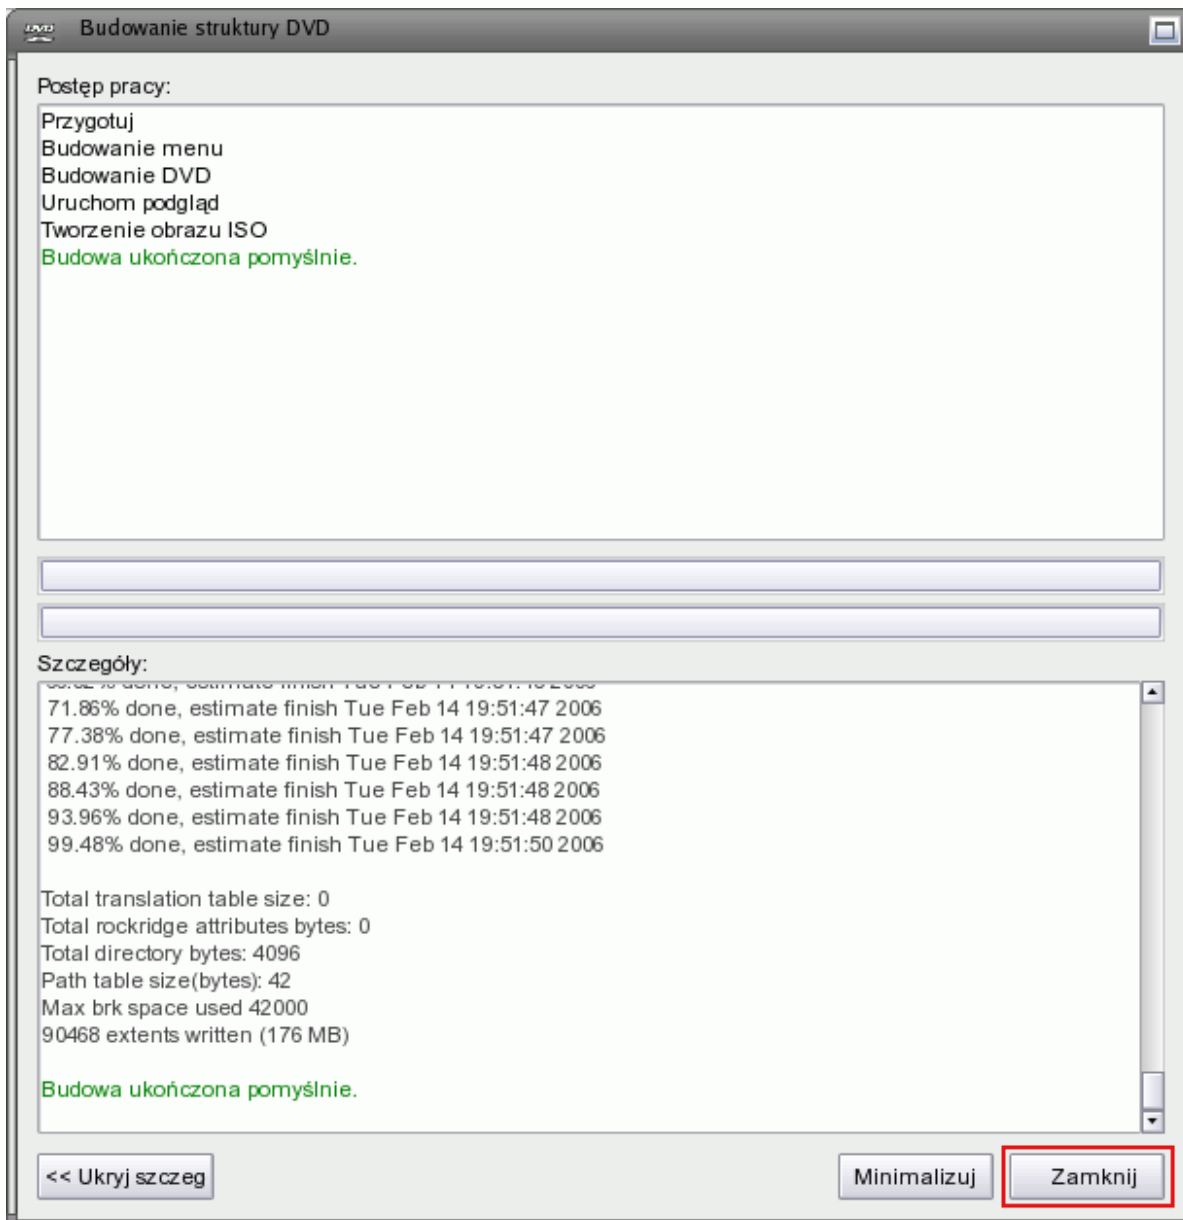 Budowanie struktury DVD
Postęp pracy:
Przygotuj
Budowanie menu
Budowanie DVD
Uruchom podgląd
Tworzenie obrazu ISO
Budowa ukończona pomyślnie.
Szczegóły:
71.86% done, estimate finish Tue Feb 14 19:51:47 2006
77.38% done, estimate finish Tue Feb 14 19:51:47 2006
82.91% done, estimate finish Tue Feb 14 19:51:48 2006
88.43% done, estimate finish Tue Feb 14 19:51:48 2006
93.96% done, estimate finish Tue Feb 14 19:51:48 2006
99.48% done, estimate finish Tue Feb 14 19:51:50 2006
Total translation table size: 0
Total rockridge attributes bytes: 0
Total directory bytes: 4096
Path table size(bytes): 42
Max brk space used 42000
90468 extents written (176 MB)
Budowa ukończona pomyślnie.
<< Ukryj szczeg
Minimalizuj
Zamknij